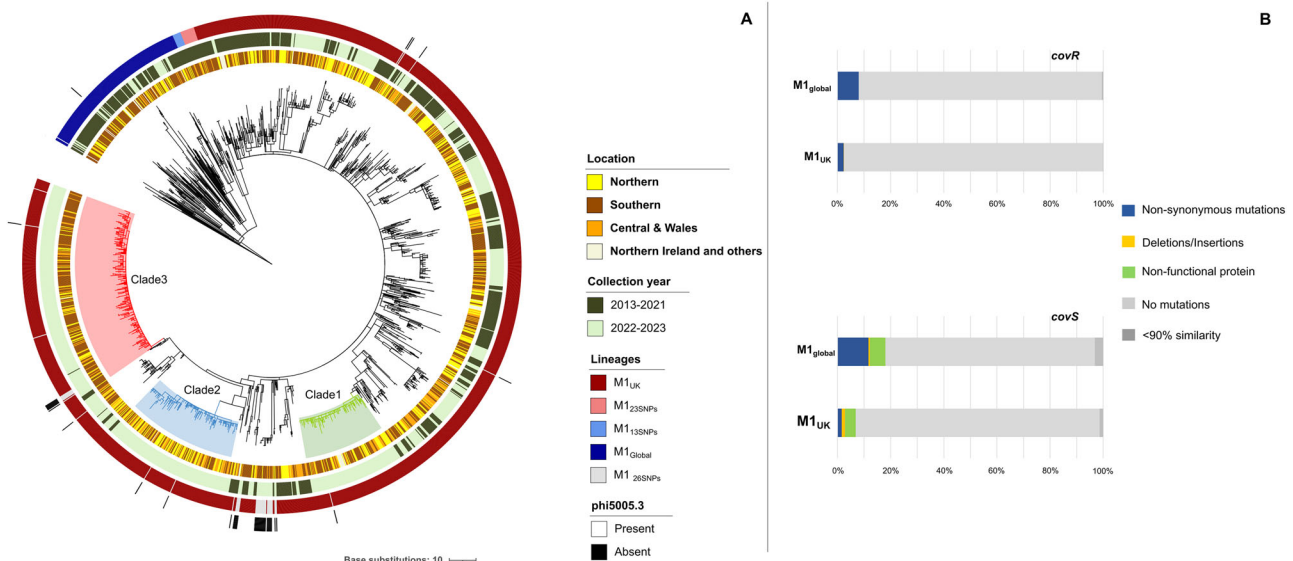 A
Clade3
Clade2
Clade1
Base substitutions: 10
Location
Northern
Southern
Central & Wales
Northern Ireland and others
Collection year
2013-2021
2022-2023
Lineages
M1UK
M123SNPs
M113SNPs
M1Global
M1 26SNPs
phi5005.3
Present
Absent
B
covR
M1global
M1UK
0% 20% 40% 60% 80% 100%
covS
M1global
M1UK
0% 20% 40% 60% 80% 100%
Non-synonymous mutations
Deletions/Insertions
Non-functional protein
No mutations
<90% similarity